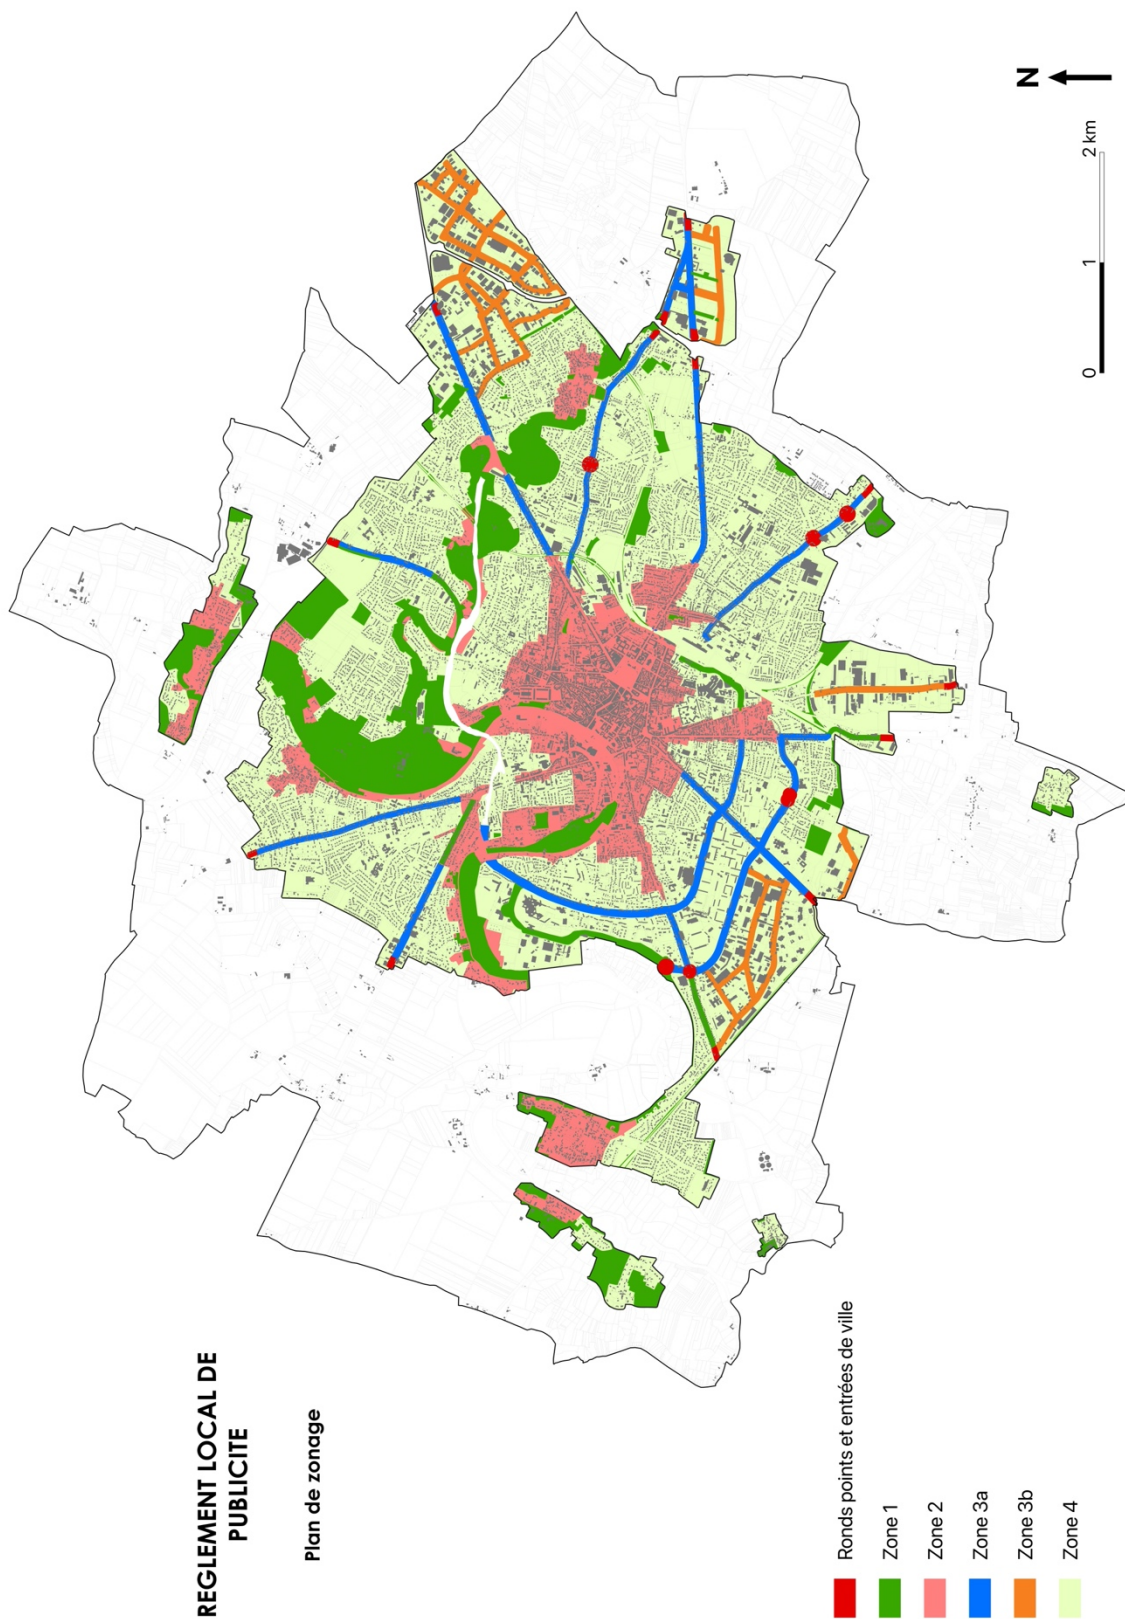 REGLEMENT LOCAL DE
PUBLICITE
Plan de zonage
Ronds points et entrées de ville
Zone 1
Zone 2
Zone 3a
Zone 3b
Zone 4
N
0 1 2 km